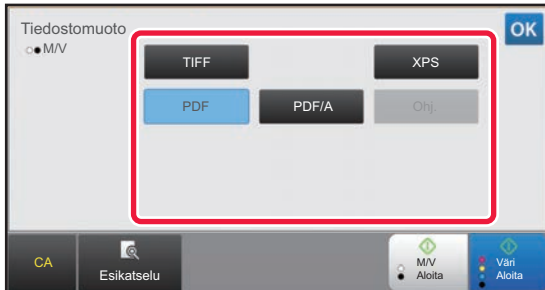 Tiedostomuoto
M/V
OK
TIFF
XPS
PDF
PDF/A
Ohj.
CA
Esikatselu
M/V
Aloita
Väri
Aloita